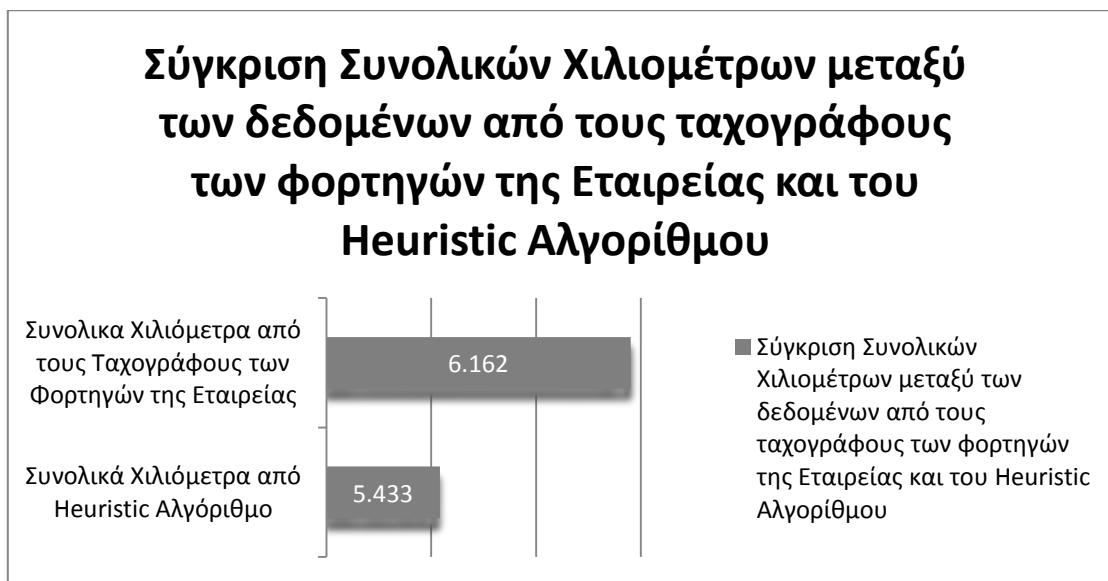 Σύγκριση Συνολικών Χιλιομέτρων μεταξύ
των δεδομένων από τους ταχογράφους
των φορτηγών της Εταιρείας και του
Heuristic Αλγορίθμου
Συνολικα Χιλιόμετρα από
τους Ταχογράφους των
Φορτηγών της Εταιρείας
6.162
Συνολικά Χιλιόμετρα από
Heuristic Αλγόριθμο
5.433
Σύγκριση Συνολικών
Χιλιομέτρων μεταξύ των
δεδομένων από τους
ταχογράφους των φορτηγών
της Εταιρείας και του Heuristic
Αλγορίθμου